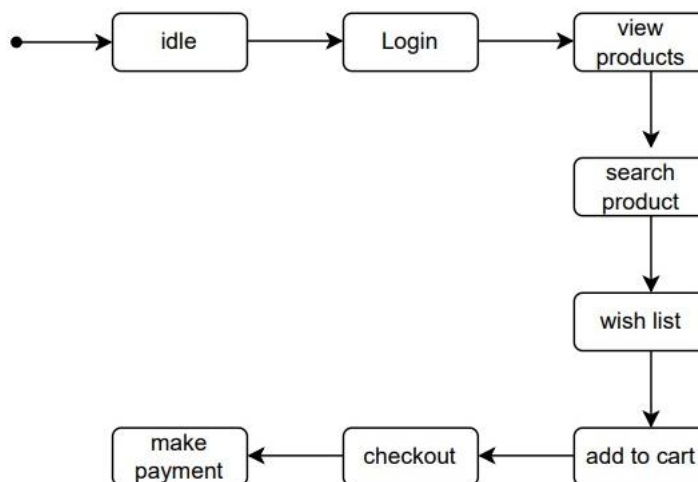 idle
Login
view
products
search
product
wish list
add to cart
checkout
make
payment